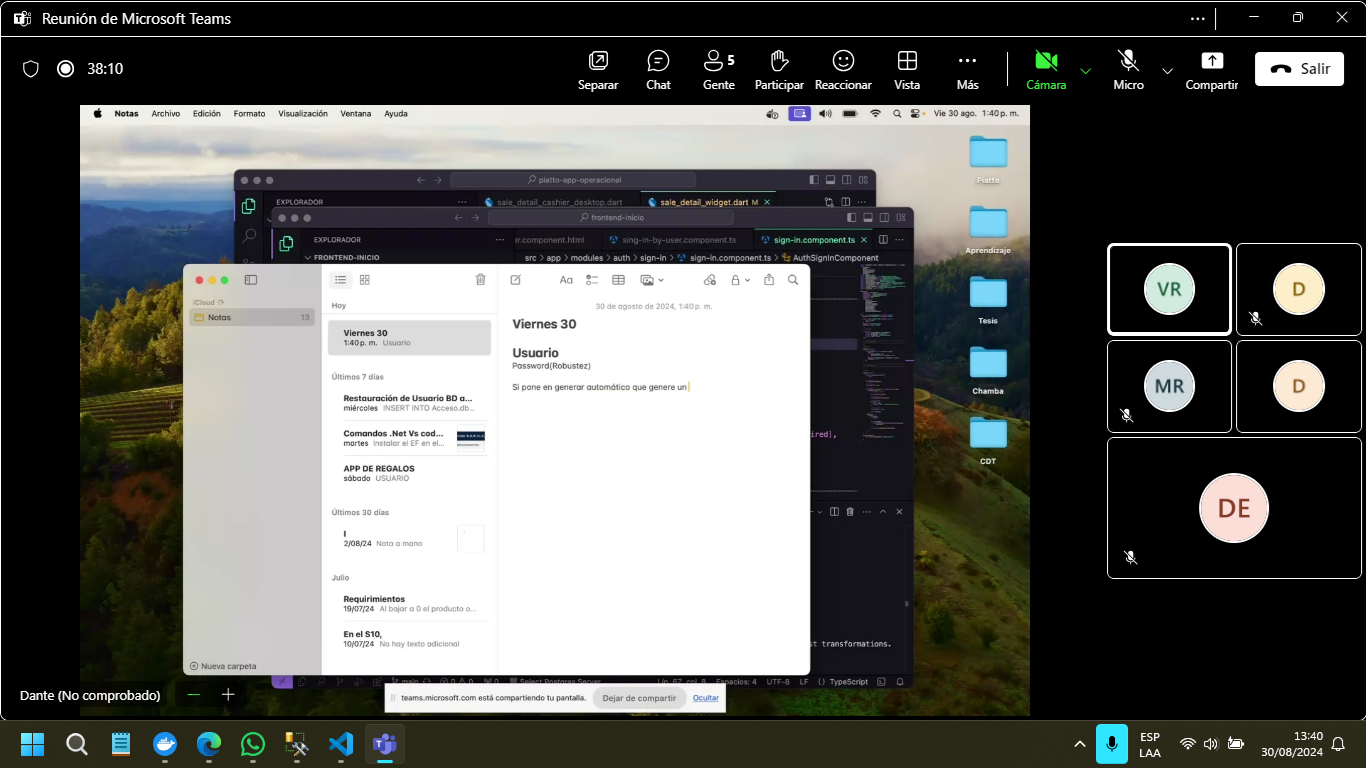 Reunión de Microsoft Teams
38:10
Separar
Chat
5
Gente
Participar
Reaccionar
Vista
Más
Cámara
Micro
Compartir
Salir
Notas Archivo Edición Formato Visualización Ventana Ayuda
Vie 30 ago. 1:40 p. m.
piatto-app-operacional
EXPLORADOR
sale_detail_cashier_desktop.dart
sale_detail_widget.dart M
frontend-inicio
EXPLORADOR
er.component.html
sing-in-by-user.component.ts
sign-in.component.ts
FRONTEND-INICIO
src > app > modules > auth > sign-in > sign-in.component.ts > AuthSignInComponent
iCloud
Notas 13
Nueva carpeta
Hoy
Viernes 30
1:40 p. m. Usuario
Últimos 7 días
Restauración de Usuario BD a...
miércoles INSERT INTO Acceso.db...
Comandos .Net Vs cod...
martes Instalar el EF en el...
APP DE REGALOS
sábado USUARIO
Últimos 30 días
I
2/08/24 Nota a mano
Julio
Requirimientos
19/07/24 Al bajar a 0 el producto o...
En el S10,
10/07/24 No hay texto adicional
Aa
30 de agosto de 2024, 1:40 p. m.
Viernes 30
Usuario
Password(Robustez)
Si pone en generar automático que genere un
ired],
st transformations.
main
Select Postgres Server
Lín. 67, col. 8
Espacios: 4
UTF-8
LF
{} TypeScript
Piatto
Aprendizaje
Tesis
Chamba
CDT
teams.microsoft.com está compartiendo tu pantalla.
Dejar de compartir
Ocultar
Dante (No comprobado)
VR
D
MR
D
DE
ESP
LAA
13:40
30/08/2024